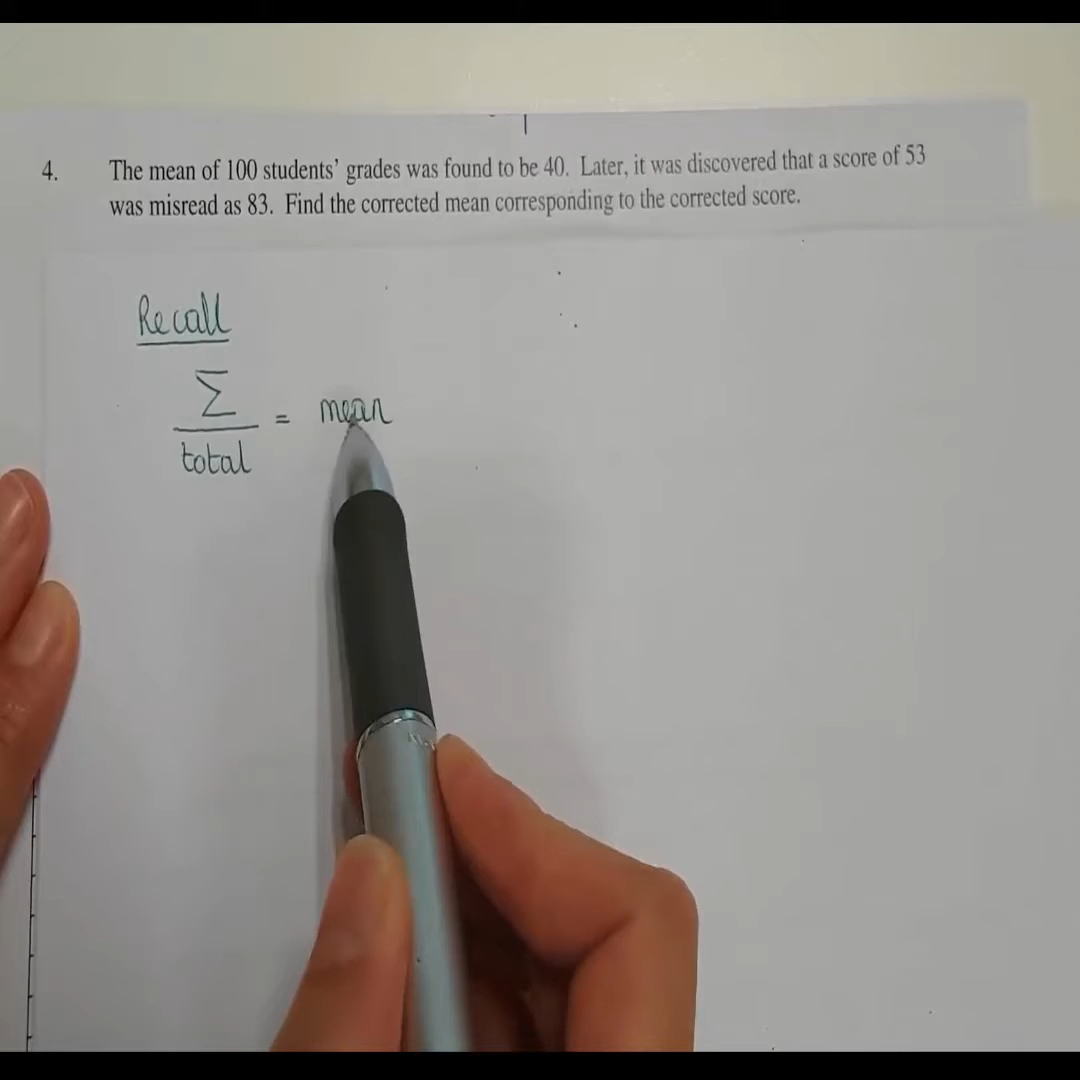 4. The mean of 100 students' grades was found to be 40. Later, it was discovered that a score of 53
was misread as 83. Find the corrected mean corresponding to the corrected score.
Recall
Σ
total
= mean